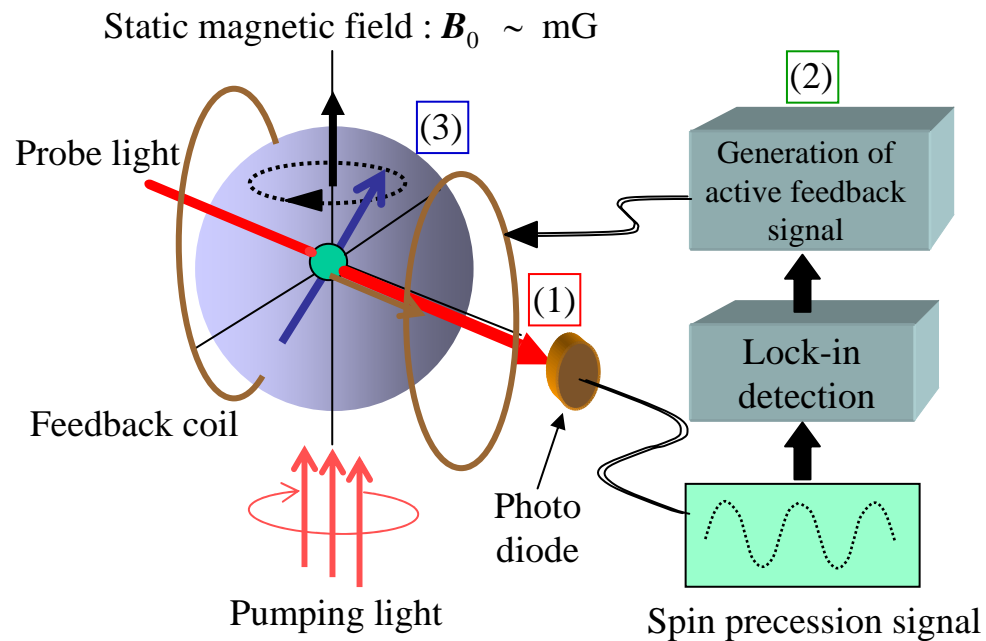 Static magnetic field : B0 ~ mG
(2)
(3)
Probe light
Generation of
active feedback
signal
(1)
Lock-in
detection
Feedback coil
Photo
diode
Pumping light
Spin precession signal